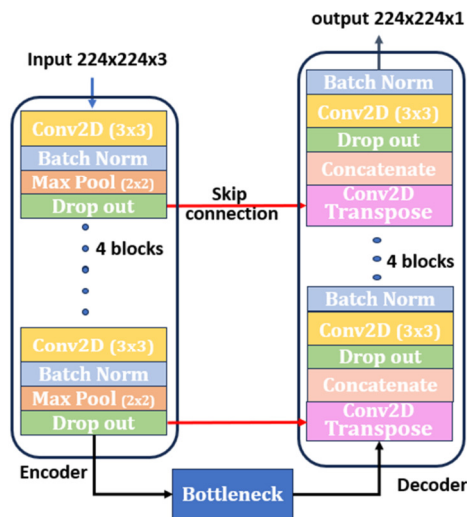 Input 224x224x3
Conv2D (3x3)
Batch Norm
Max Pool (2x2)
Drop out
4 blocks
Conv2D (3x3)
Batch Norm
Max Pool (2x2)
Drop out
Encoder
Skip
connection
Bottleneck
output 224x224x1
Batch Norm
Conv2D (3x3)
Drop out
Concatenate
Conv2D
Transpose
4 blocks
Batch Norm
Conv2D (3x3)
Drop out
Concatenate
Conv2D
Transpose
Decoder